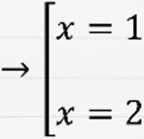 → [x = 1
x = 2